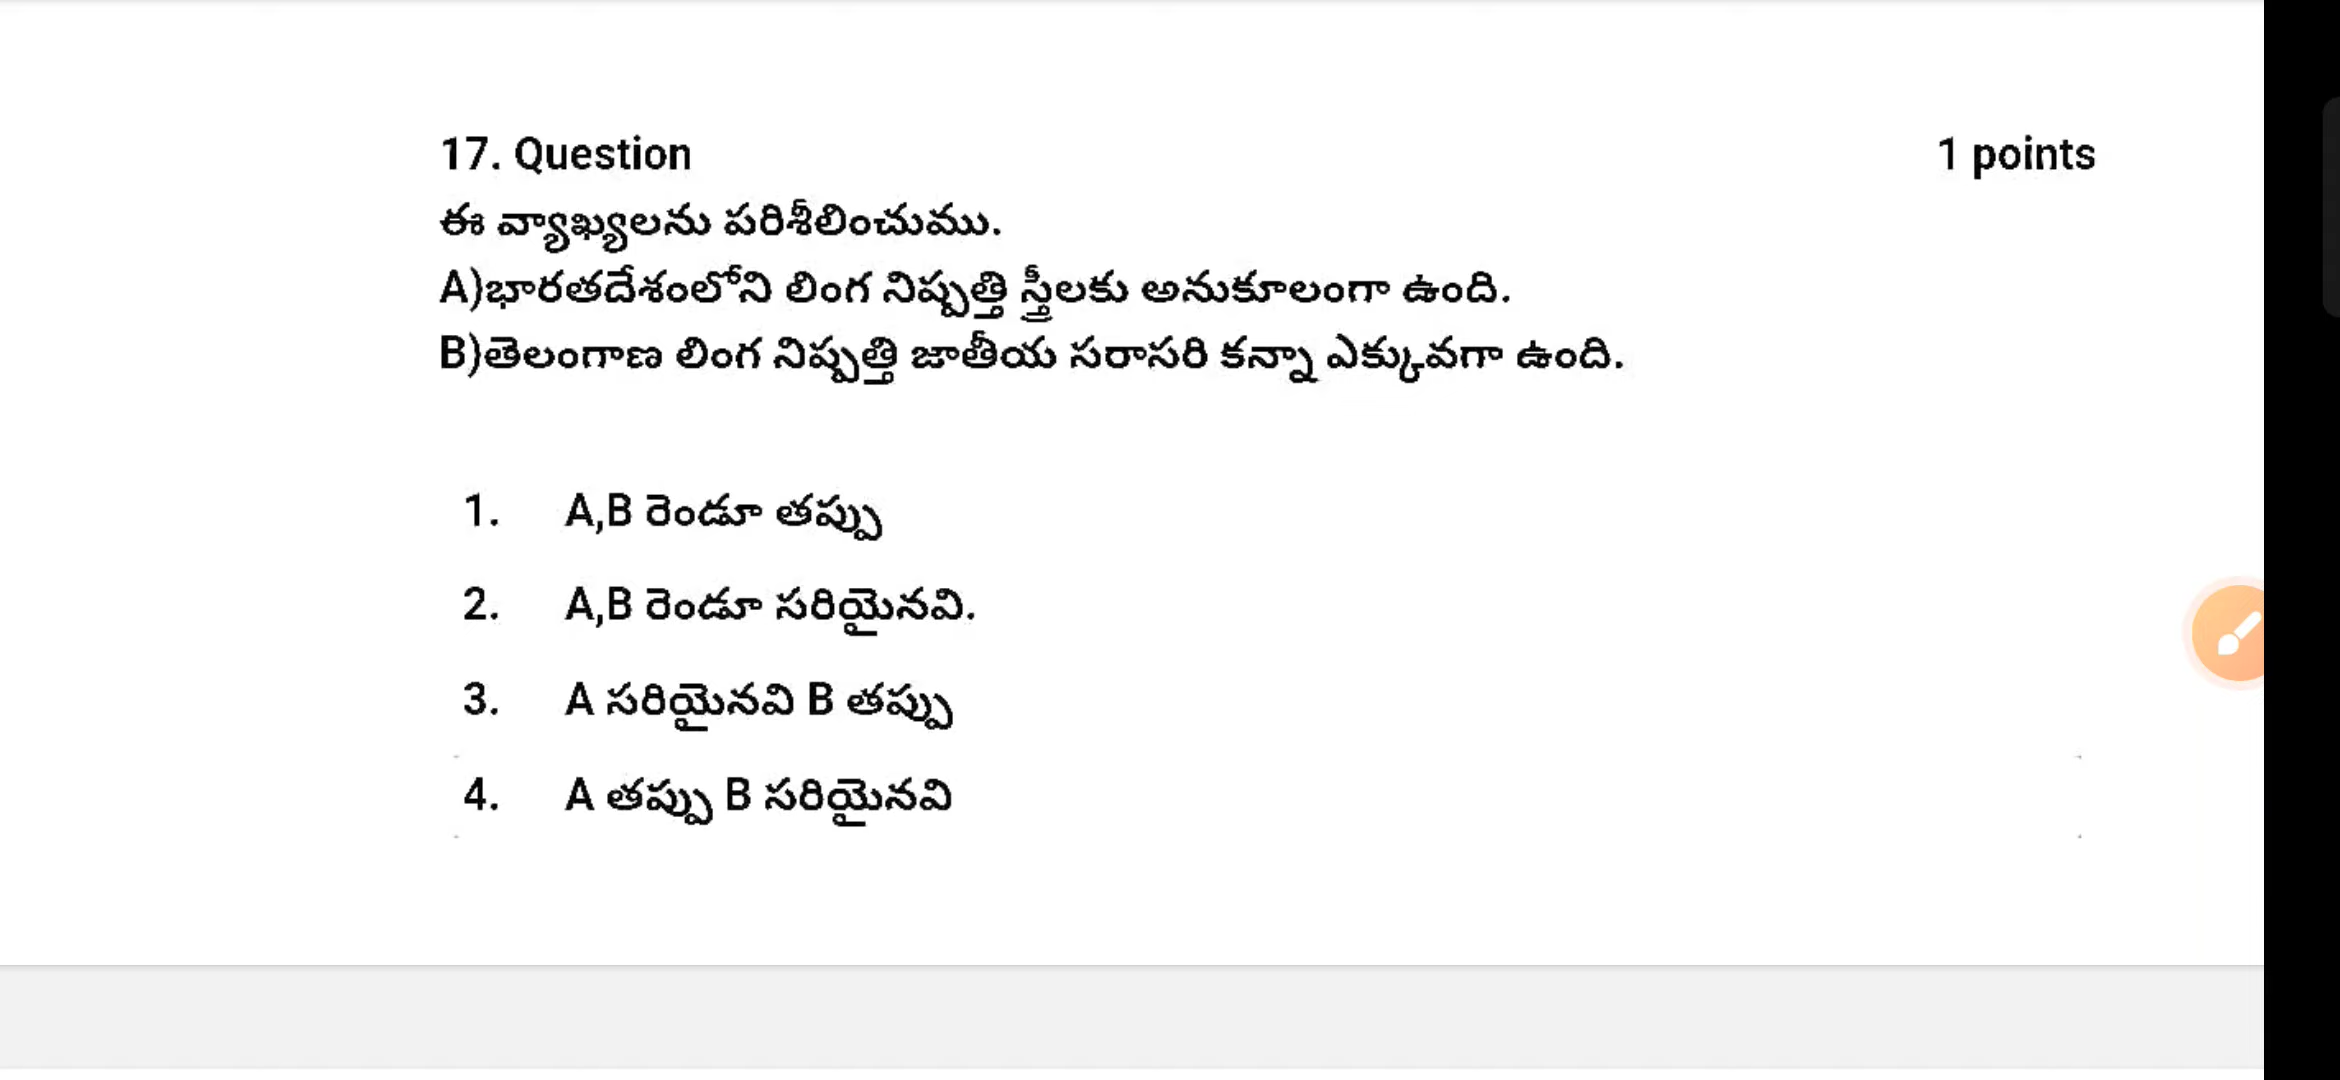 17. Question 1 points
ఈ వ్యాఖ్యలను పరిశీలించుము.
A)భారతదేశంలోని లింగ నిష్పత్తి స్త్రీలకు అనుకూలంగా ఉంది.
B)తెలంగాణ లింగ నిష్పత్తి జాతీయ సరాసరి కన్నా ఎక్కువగా ఉంది.
1. A,B రెండూ తప్పు
2. A,B రెండూ సరియైనవి.
3. A సరియైనవి B తప్పు
4. A తప్పు B సరియైనవి